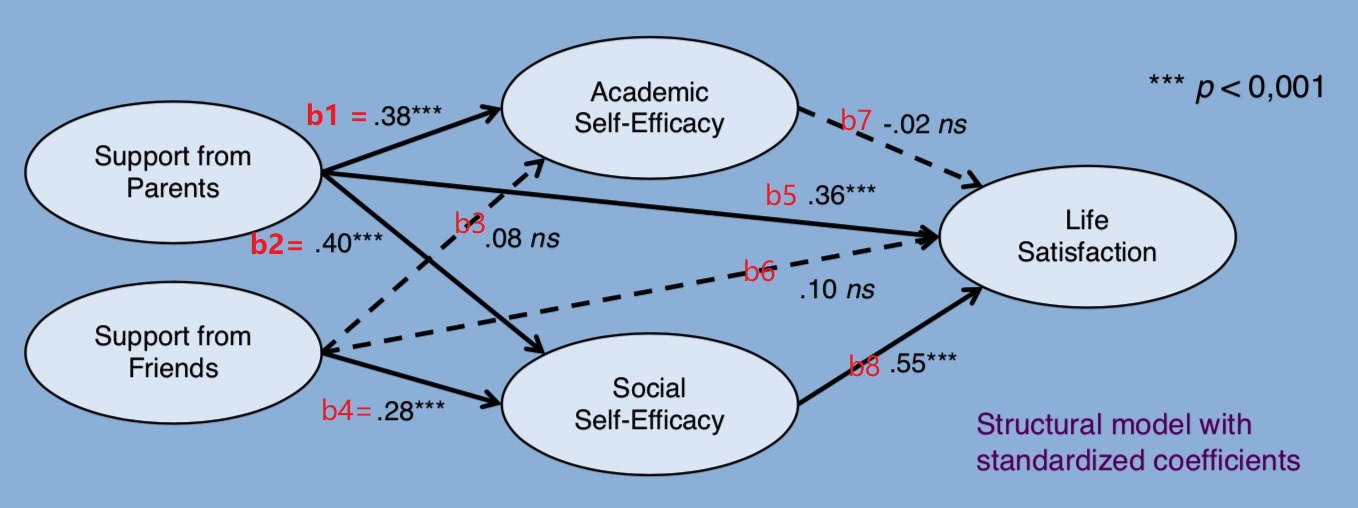 Academic
Self-Efficacy
*** p < 0,001
b1 = .38***
b7 -.02 ns
Support from
Parents
b5 .36***
b3
.08 ns
b2= .40***
Life
Satisfaction
b6
.10 ns
Support from
Friends
b4= .28***
b8 .55***
Social
Self-Efficacy
Structural model with
standardized coefficients